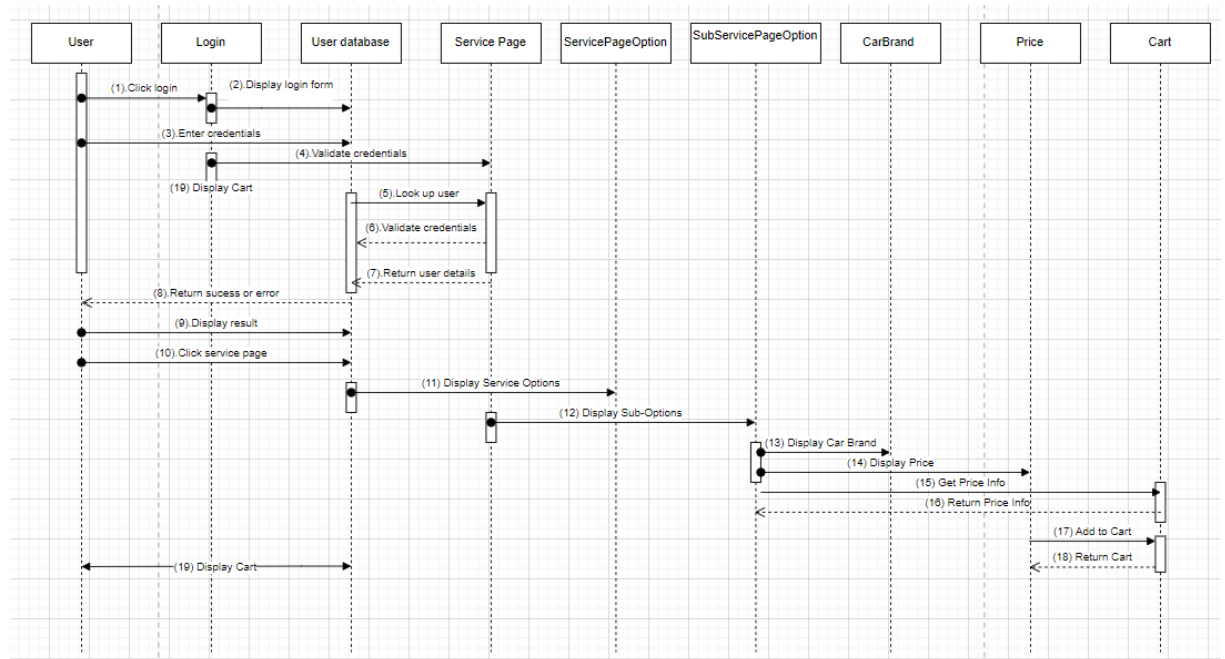 User
Login
User database
Service Page
ServicePageOption
SubServicePageOption
CarBrand
Price
Cart
(1).Click login
(2).Display login form
(3).Enter credentials
(4).Validate credentials
(19) Display Cart
(5).Look up user
(6).Validate credentials
(7).Return user details
(8).Return sucess or error
(9).Display result
(10).Click service page
(11) Display Service Options
(12) Display Sub-Options
(13) Display Car Brand
(14) Display Price
(15) Get Price Info
(16) Return Price Info
(17) Add to Cart
(18) Return Cart
(19) Display Cart